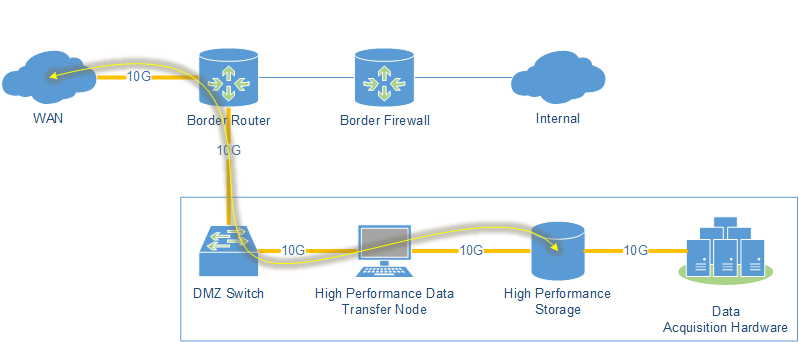 10G
WAN
Border Router
Border Firewall
Internal
10G
10G
10G
10G
DMZ Switch
High Performance Data
Transfer Node
High Performance
Storage
Data
Acquisition Hardware